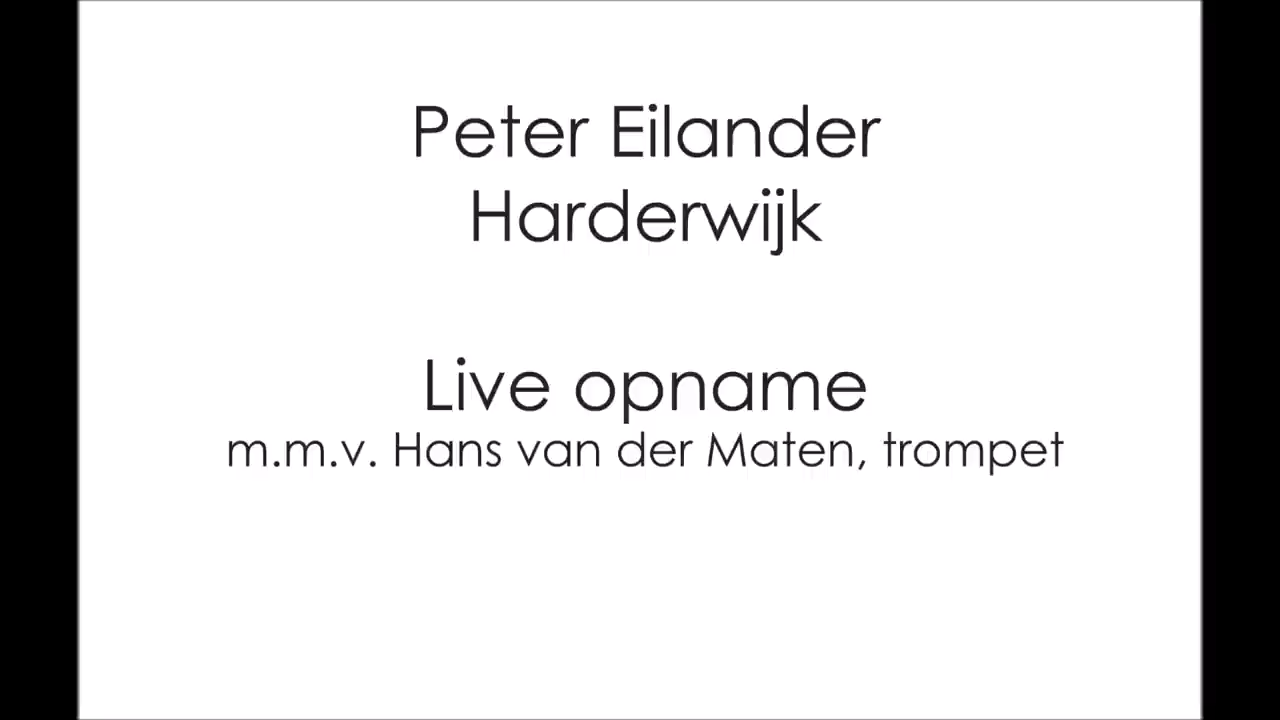 Peter Eilander
Harderwijk
Live opname
m.m.v. Hans van der Maten, trompet